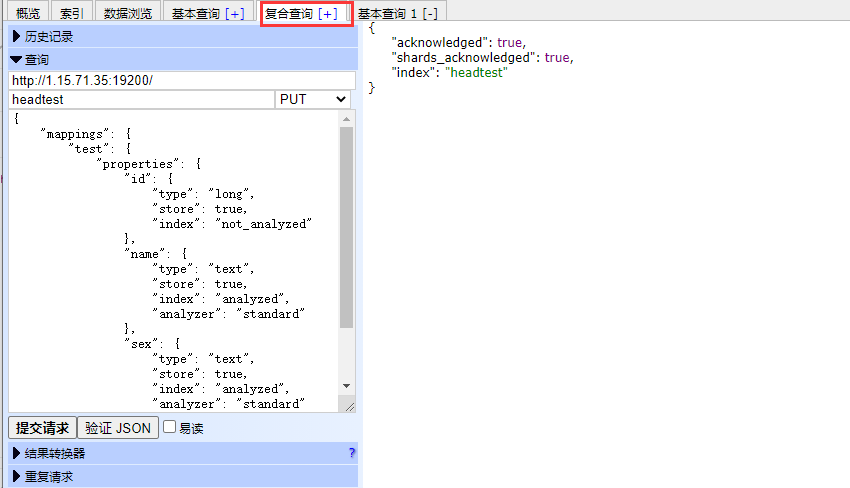 概览 索引 数据浏览 基本查询 [+] 复合查询 [+] 基本查询 1 [-]
历史记录
查询
http://1.15.71.35:19200/
headtest PUT
{
"mappings": {
"test": {
"properties": {
"id": {
"type": "long",
"store": true,
"index": "not_analyzed"
},
"name": {
"type": "text",
"store": true,
"index": "analyzed",
"analyzer": "standard"
},
"sex": {
"type": "text",
"store": true,
"index": "analyzed",
"analyzer": "standard"
提交请求 验证 JSON 易读
结果转换器 ?
重复请求
{
"acknowledged": true,
"shards_acknowledged": true,
"index": "headtest"
}